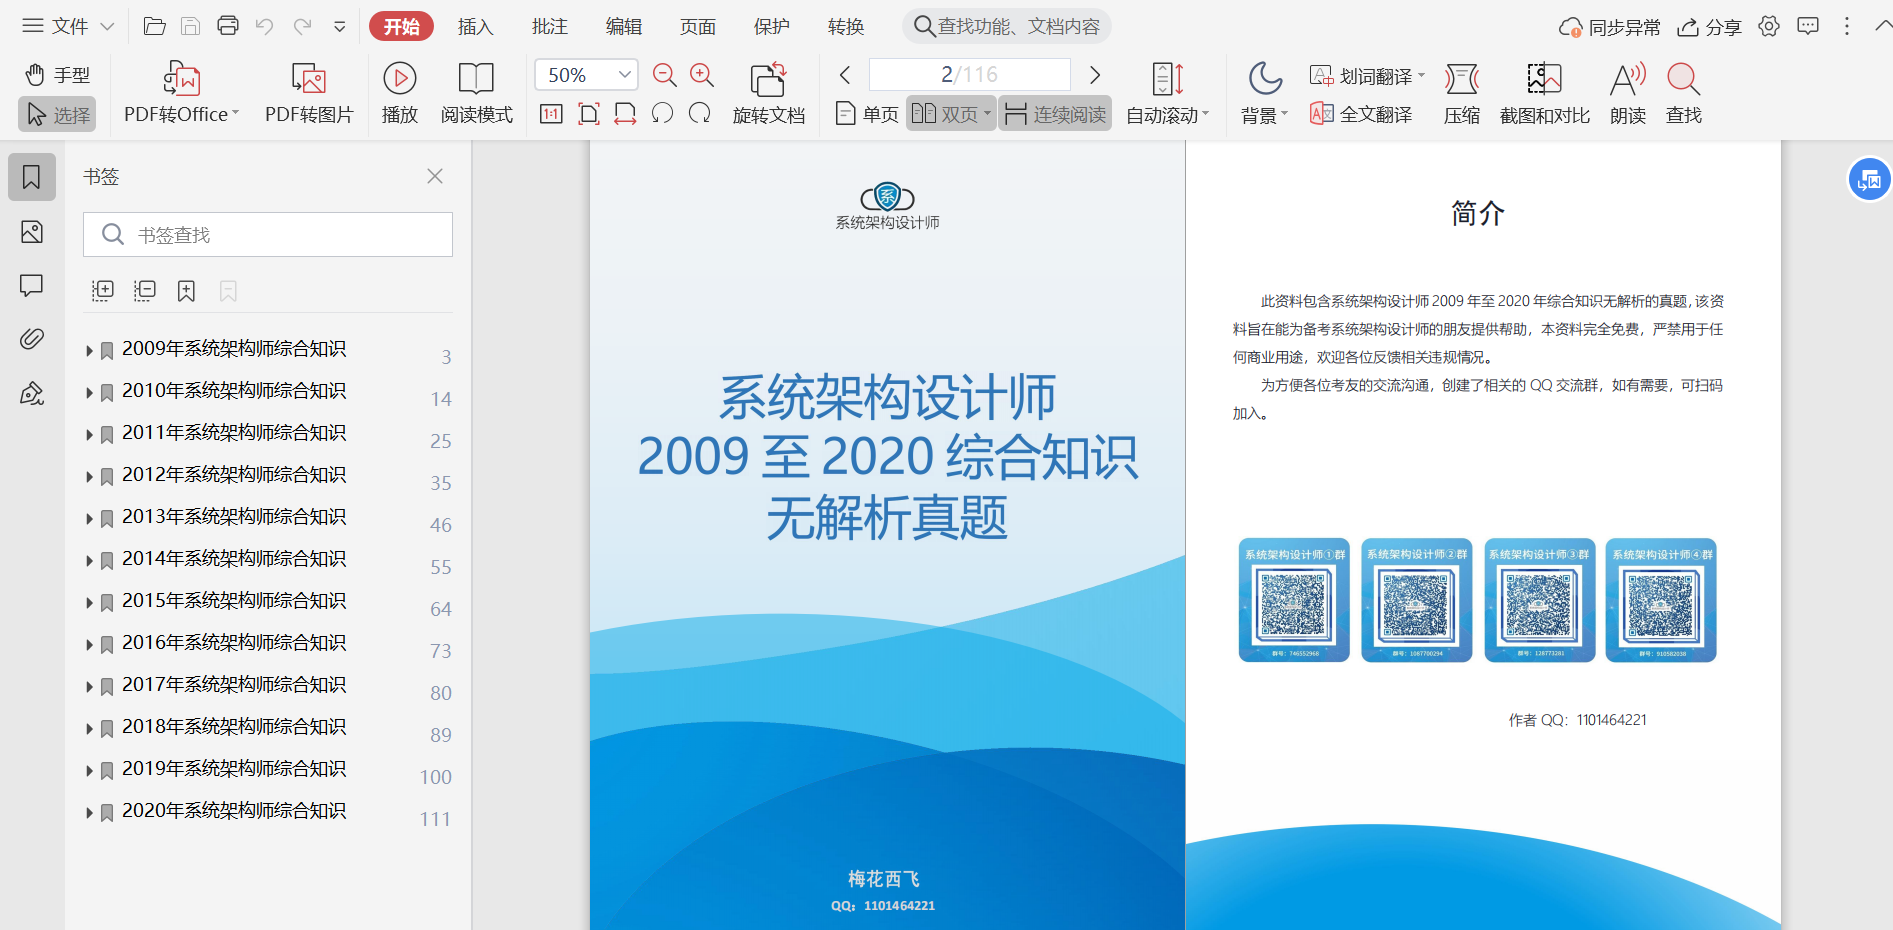 文件
开始
插入
批注
编辑
页面
保护
转换
查找功能、文档内容
同步异常
分享
手型
选择
PDF转Office
PDF转图片
播放
阅读模式
50%
1:1
旋转文档
2/116
单页
双页
连续阅读
自动滚动
背景
划词翻译
全文翻译
压缩
截图和对比
朗读
查找
书签
书签查找
2009年系统架构师综合知识 3
2010年系统架构师综合知识 14
2011年系统架构师综合知识 25
2012年系统架构师综合知识 35
2013年系统架构师综合知识 46
2014年系统架构师综合知识 55
2015年系统架构师综合知识 64
2016年系统架构师综合知识 73
2017年系统架构师综合知识 80
2018年系统架构师综合知识 89
2019年系统架构师综合知识 100
2020年系统架构师综合知识 111
系
系统架构设计师
系统架构设计师
2009 至 2020 综合知识
无解析真题
梅花西飞
QQ：1101464221
简介
此资料包含系统架构设计师 2009 年至 2020 年综合知识无解析的真题，该资
料旨在能为备考系统架构设计师的朋友提供帮助，本资料完全免费，严禁用于任
何商业用途，欢迎各位反馈相关违规情况。
为方便各位考友的交流沟通，创建了相关的 QQ 交流群，如有需要，可扫码
加入。
系统架构设计师①群
群号：746552968
系统架构设计师②群
群号：1087700294
系统架构设计师③群
群号：128773281
系统架构设计师④群
群号：910582038
作者 QQ：1101464221